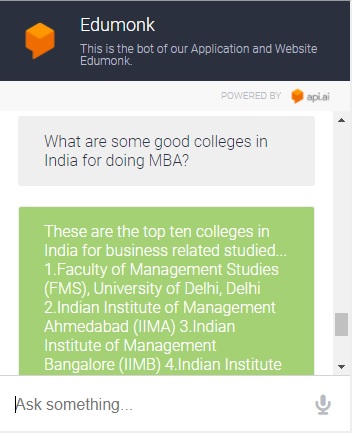 Edumonk
This is the bot of our Application and Website
Edumonk.
POWERED BY api.ai
What are some good colleges in
India for doing MBA?
These are the top ten colleges in
India for business related studied...
1.Faculty of Management Studies
(FMS), University of Delhi, Delhi
2.Indian Institute of Management
Ahmedabad (IIMA) 3.Indian
Institute of Management
Bangalore (IIMB) 4.Indian Institute
Ask something...